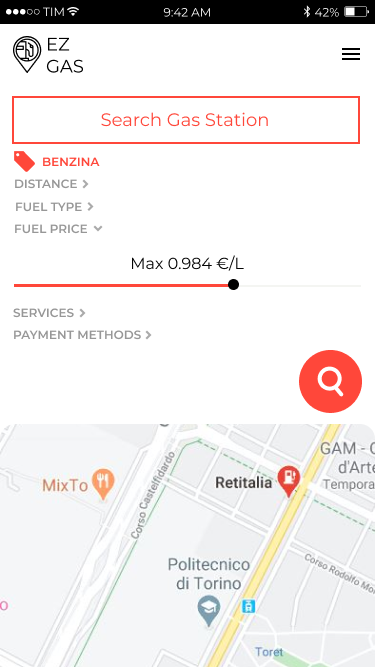 TIM 9:42 AM 42%
EZ
GAS
Search Gas Station
BENZINA
DISTANCE
FUEL TYPE
FUEL PRICE
Max 0.984 €/L
SERVICES
PAYMENT METHODS
GAM - G
d'Arte
Tempora
MixTo
Corso Castelfidardo
Retitalia
Politecnico
di Torino
Corso Rodolfo Mo
o
Toret